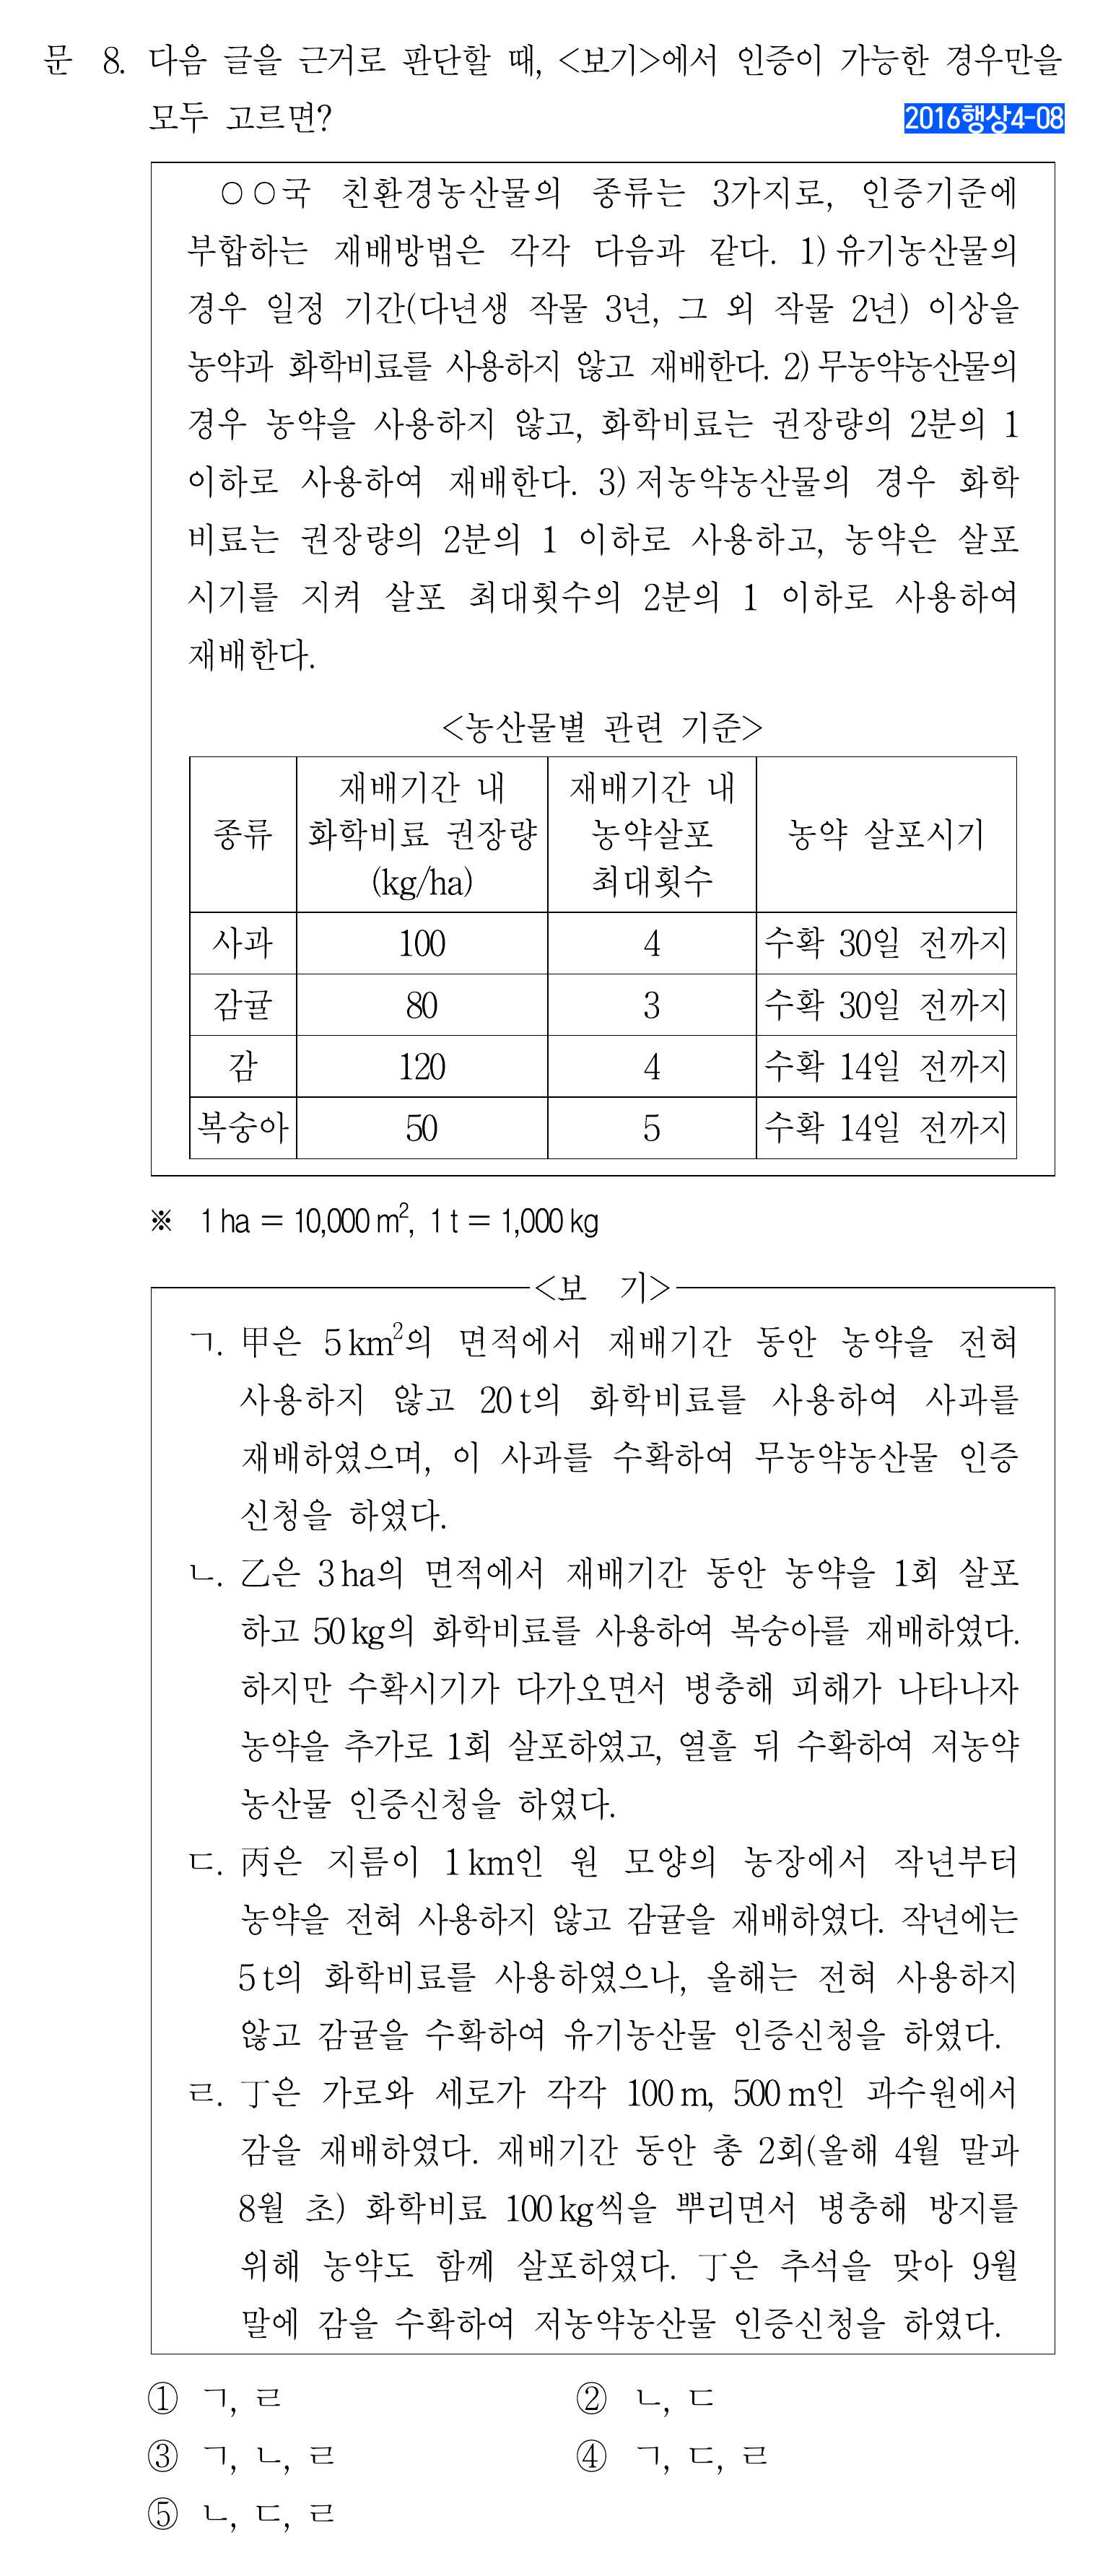 문 8. 다음 글을 근거로 판단할 때, <보기>에서 인증이 가능한 경우만을
모두 고르면?
2016행상4-08
○○국 친환경농산물의 종류는 3가지로, 인증기준에
부합하는 재배방법은 각각 다음과 같다. 1) 유기농산물의
경우 일정 기간(다년생 작물 3년, 그 외 작물 2년) 이상을
농약과 화학비료를 사용하지 않고 재배한다. 2) 무농약농산물의
경우 농약을 사용하지 않고, 화학비료는 권장량의 2분의 1
이하로 사용하여 재배한다. 3) 저농약농산물의 경우 화학
비료는 권장량의 2분의 1 이하로 사용하고, 농약은 살포
시기를 지켜 살포 최대횟수의 2분의 1 이하로 사용하여
재배한다.
<농산물별 관련 기준>
종류 | 재배기간 내 화학비료 권장량 (kg/ha) | 재배기간 내 농약살포 최대횟수 | 농약 살포시기
사과 | 100 | 4 | 수확 30일 전까지
감귤 | 80 | 3 | 수확 30일 전까지
감 | 120 | 4 | 수확 14일 전까지
복숭아 | 50 | 5 | 수확 14일 전까지
※ 1 ha = 10,000 m², 1 t = 1,000 kg
<보 기>
ㄱ. 甲은 5 km²의 면적에서 재배기간 동안 농약을 전혀
사용하지 않고 20 t의 화학비료를 사용하여 사과를
재배하였으며, 이 사과를 수확하여 무농약농산물 인증
신청을 하였다.
ㄴ. 乙은 3 ha의 면적에서 재배기간 동안 농약을 1회 살포
하고 50 kg의 화학비료를 사용하여 복숭아를 재배하였다.
하지만 수확시기가 다가오면서 병충해 피해가 나타나자
농약을 추가로 1회 살포하였고, 열흘 뒤 수확하여 저농약
농산물 인증신청을 하였다.
ㄷ. 丙은 지름이 1 km인 원 모양의 농장에서 작년부터
농약을 전혀 사용하지 않고 감귤을 재배하였다. 작년에는
5 t의 화학비료를 사용하였으나, 올해는 전혀 사용하지
않고 감귤을 수확하여 유기농산물 인증신청을 하였다.
ㄹ. 丁은 가로와 세로가 각각 100 m, 500 m인 과수원에서
감을 재배하였다. 재배기간 동안 총 2회(올해 4월 말과
8월 초) 화학비료 100 kg씩을 뿌리면서 병충해 방지를
위해 농약도 함께 살포하였다. 丁은 추석을 맞아 9월
말에 감을 수확하여 저농약농산물 인증신청을 하였다.
① ㄱ, ㄹ
② ㄴ, ㄷ
③ ㄱ, ㄴ, ㄹ
④ ㄱ, ㄷ, ㄹ
⑤ ㄴ, ㄷ, ㄹ